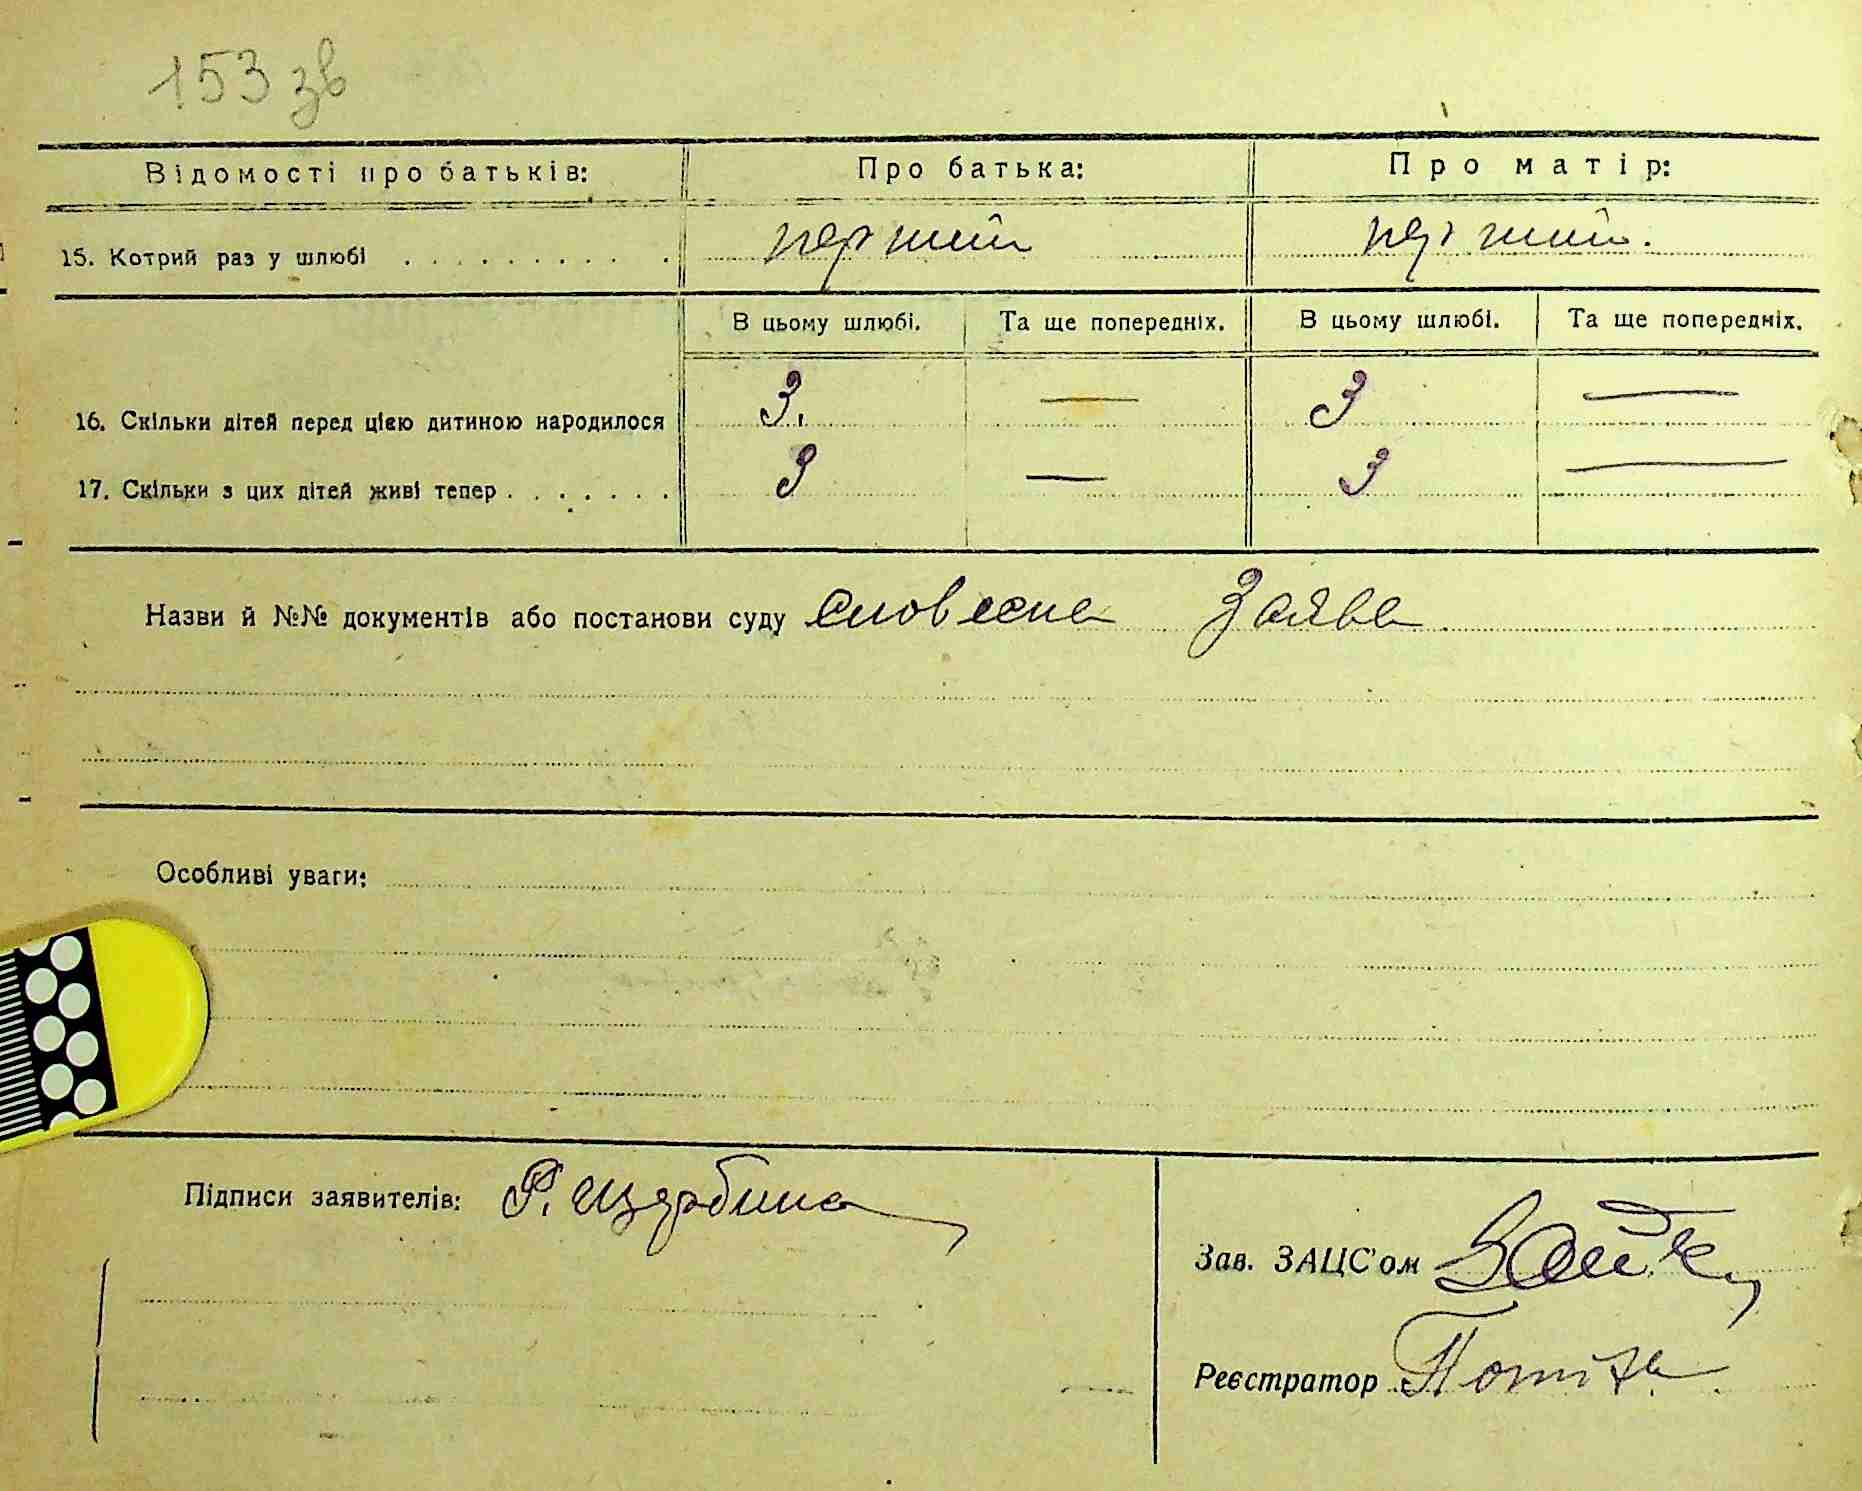 153 зв
Відомості про батьків: Про батька: Про матір:
15. Котрий раз у шлюбі . . . . . . . . . . перший перший.
В цьому шлюбі. Та ще попередніх. В цьому шлюбі. Та ще попередніх.
16. Скільки дітей перед цією дитиною народилося 3. — 3 —
17. Скільки з цих дітей живі тепер . . . . . . . 3 — 3 —
Назви й №№ документів або постанови суду словесна Заява
Особливі уваги:
Підписи заявителів: Р. Щербина
Зав. ЗАЦС'ом
Реєстратор